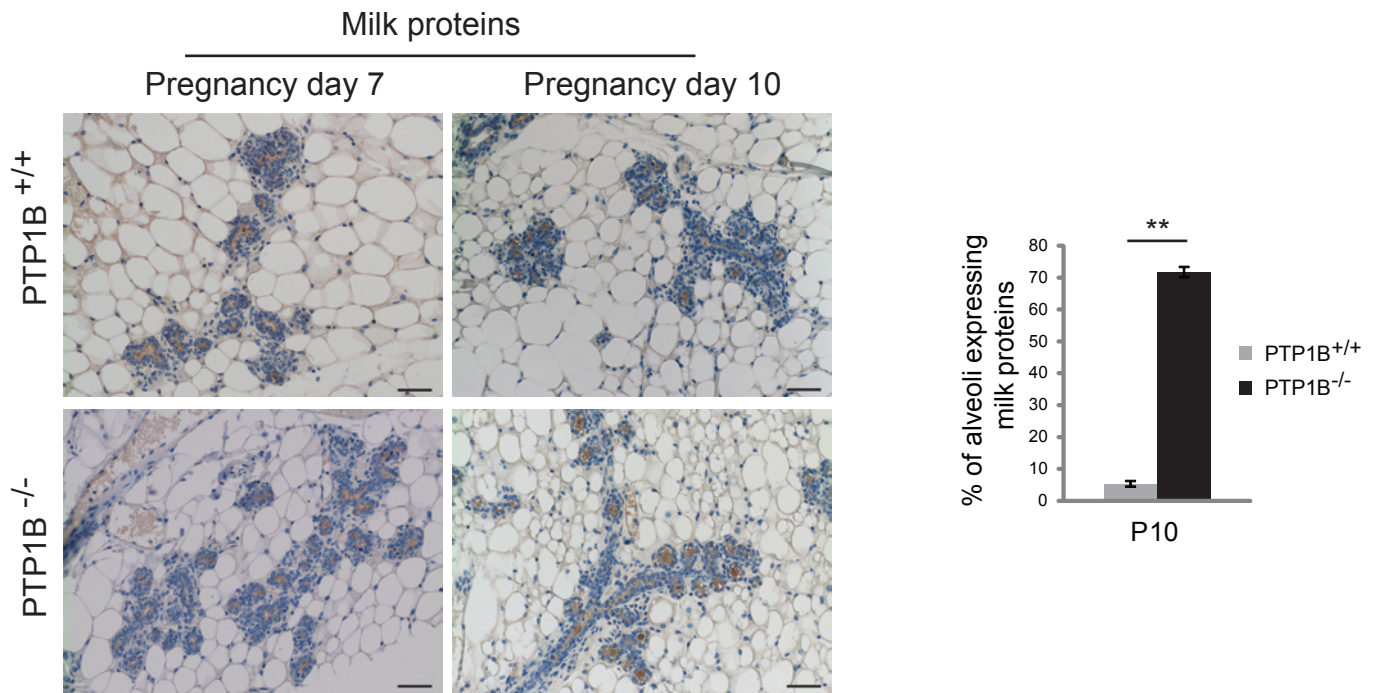 Milk proteins
Pregnancy day 7
Pregnancy day 10
PTP1B +/+
PTP1B -/-
% of alveoli expressing
milk proteins
80
70
60
50
40
30
20
10
0
**
P10
PTP1B+/+
PTP1B-/-